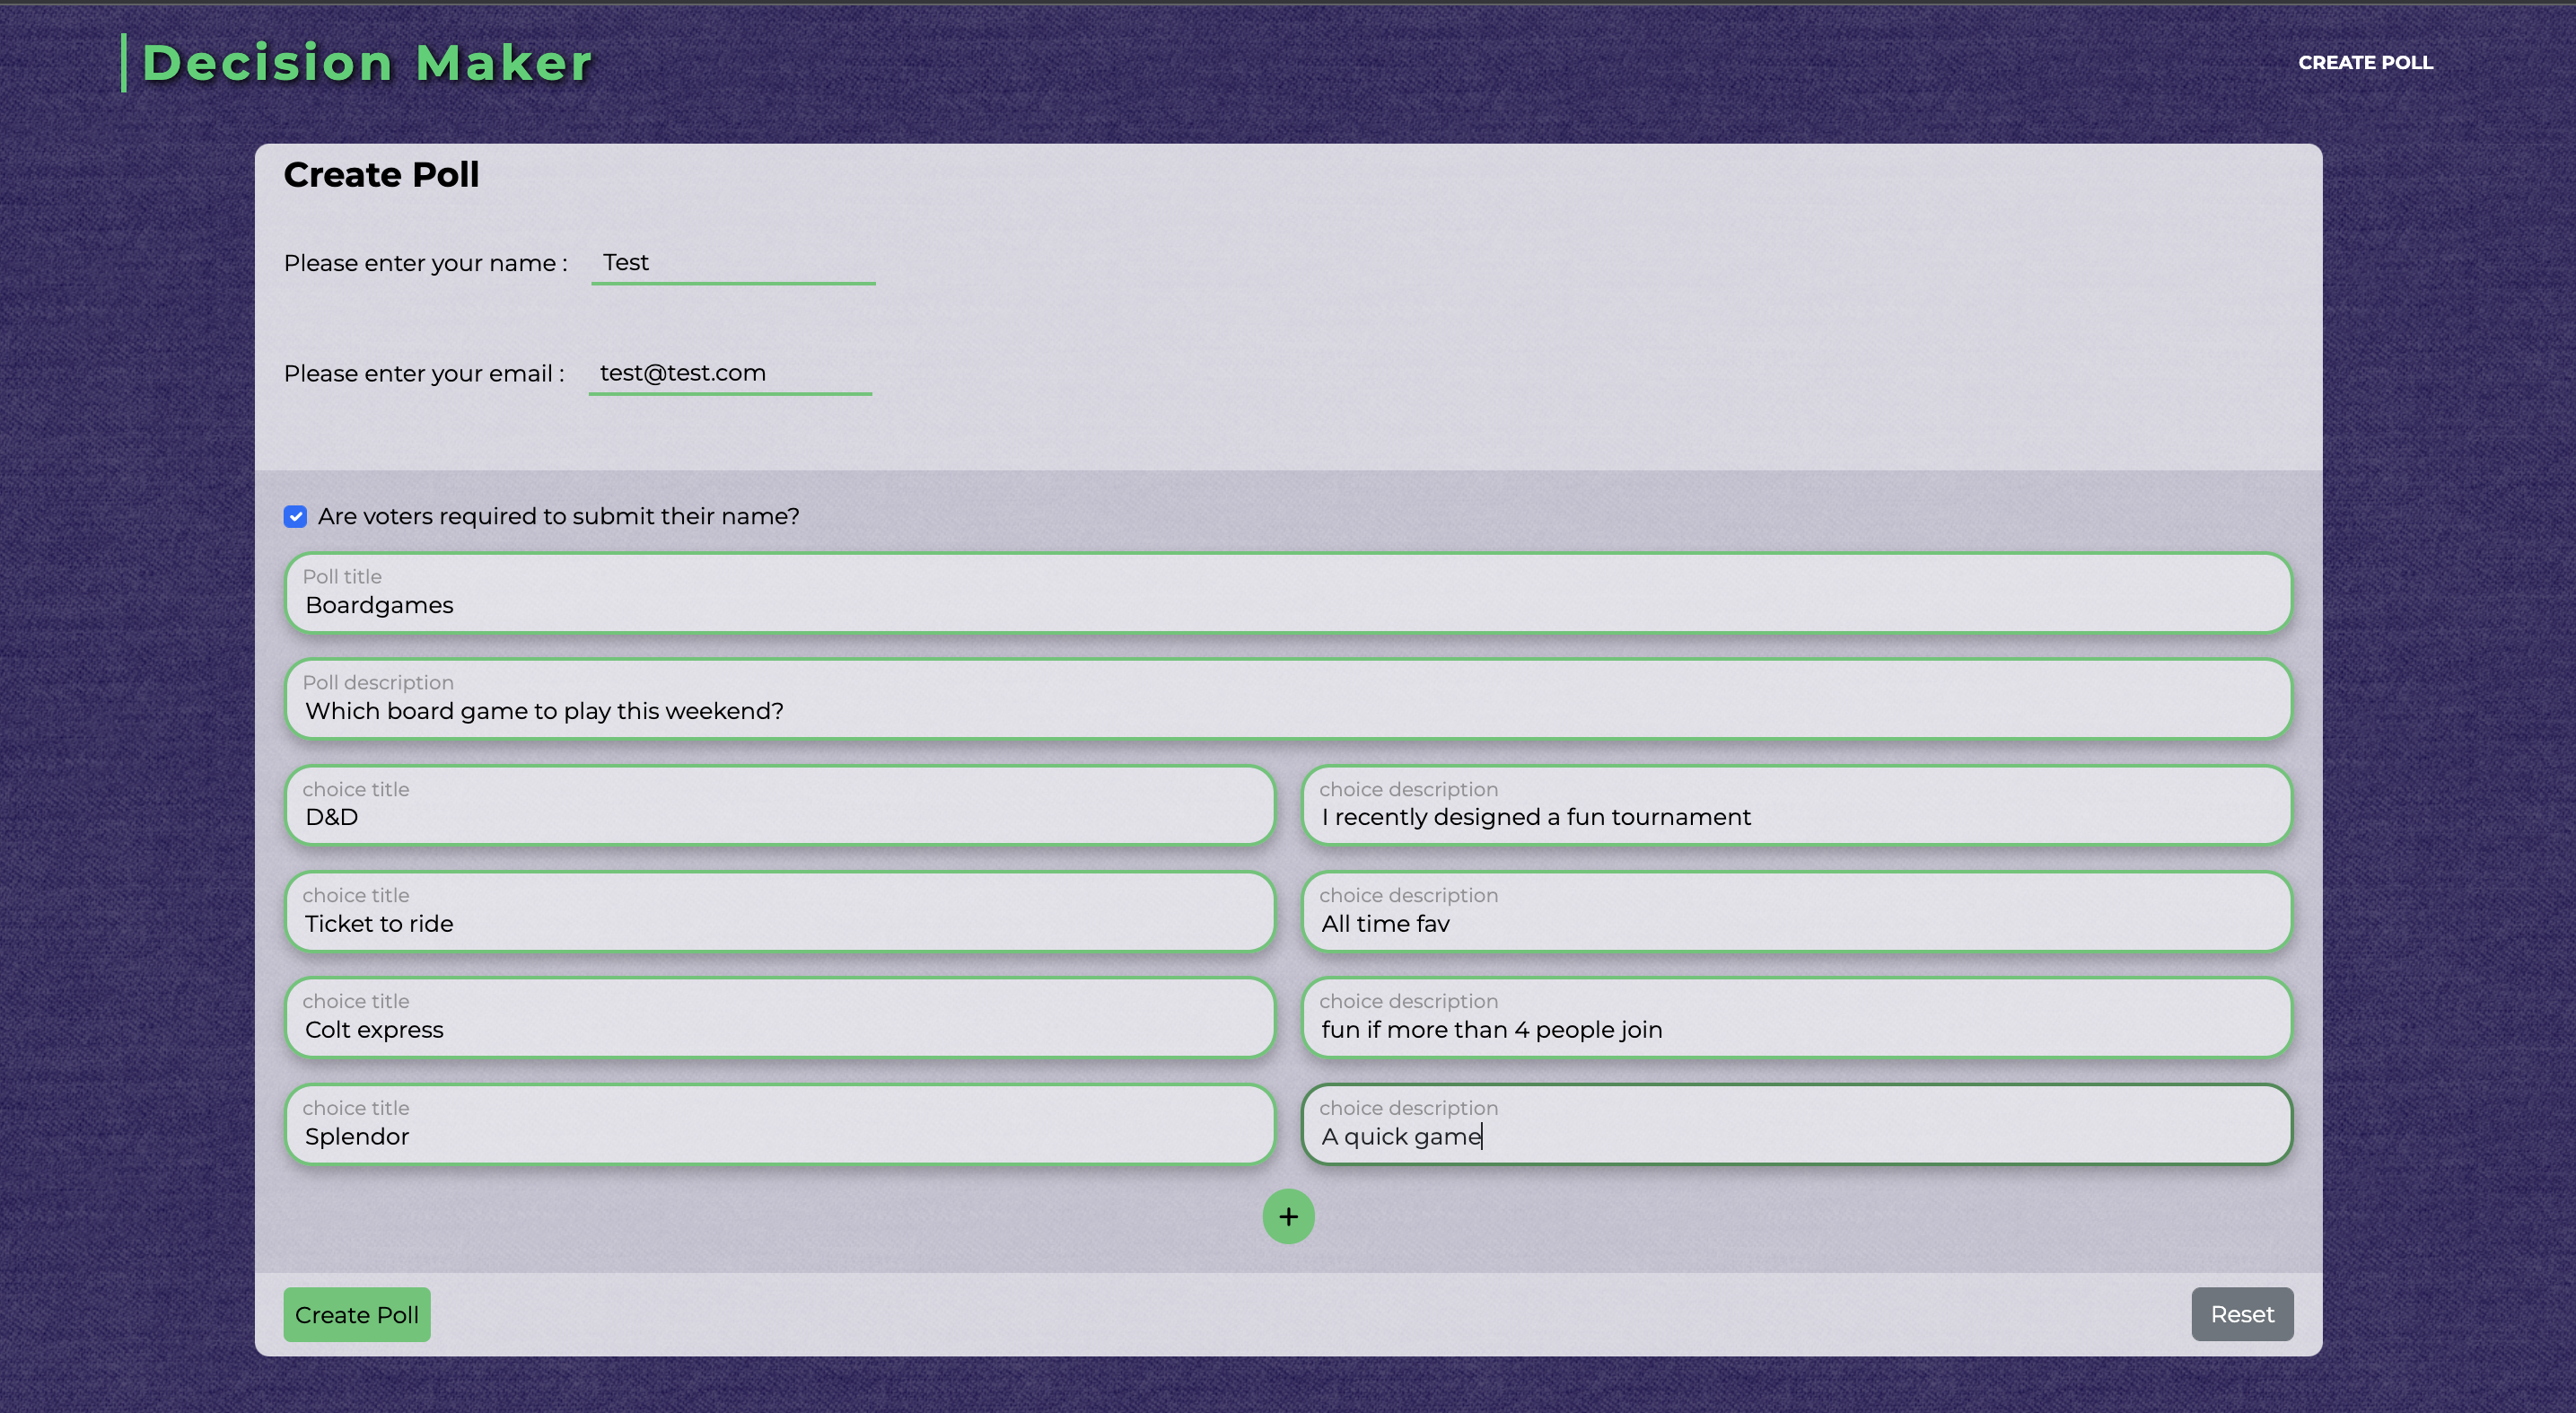 Decision Maker
CREATE POLL
Create Poll
Please enter your name : Test
Please enter your email : test@test.com
Are voters required to submit their name?
Poll title
Boardgames
Poll description
Which board game to play this weekend?
choice title
D&D
choice description
I recently designed a fun tournament
choice title
Ticket to ride
choice description
All time fav
choice title
Colt express
choice description
fun if more than 4 people join
choice title
Splendor
choice description
A quick game
+
Create Poll
Reset